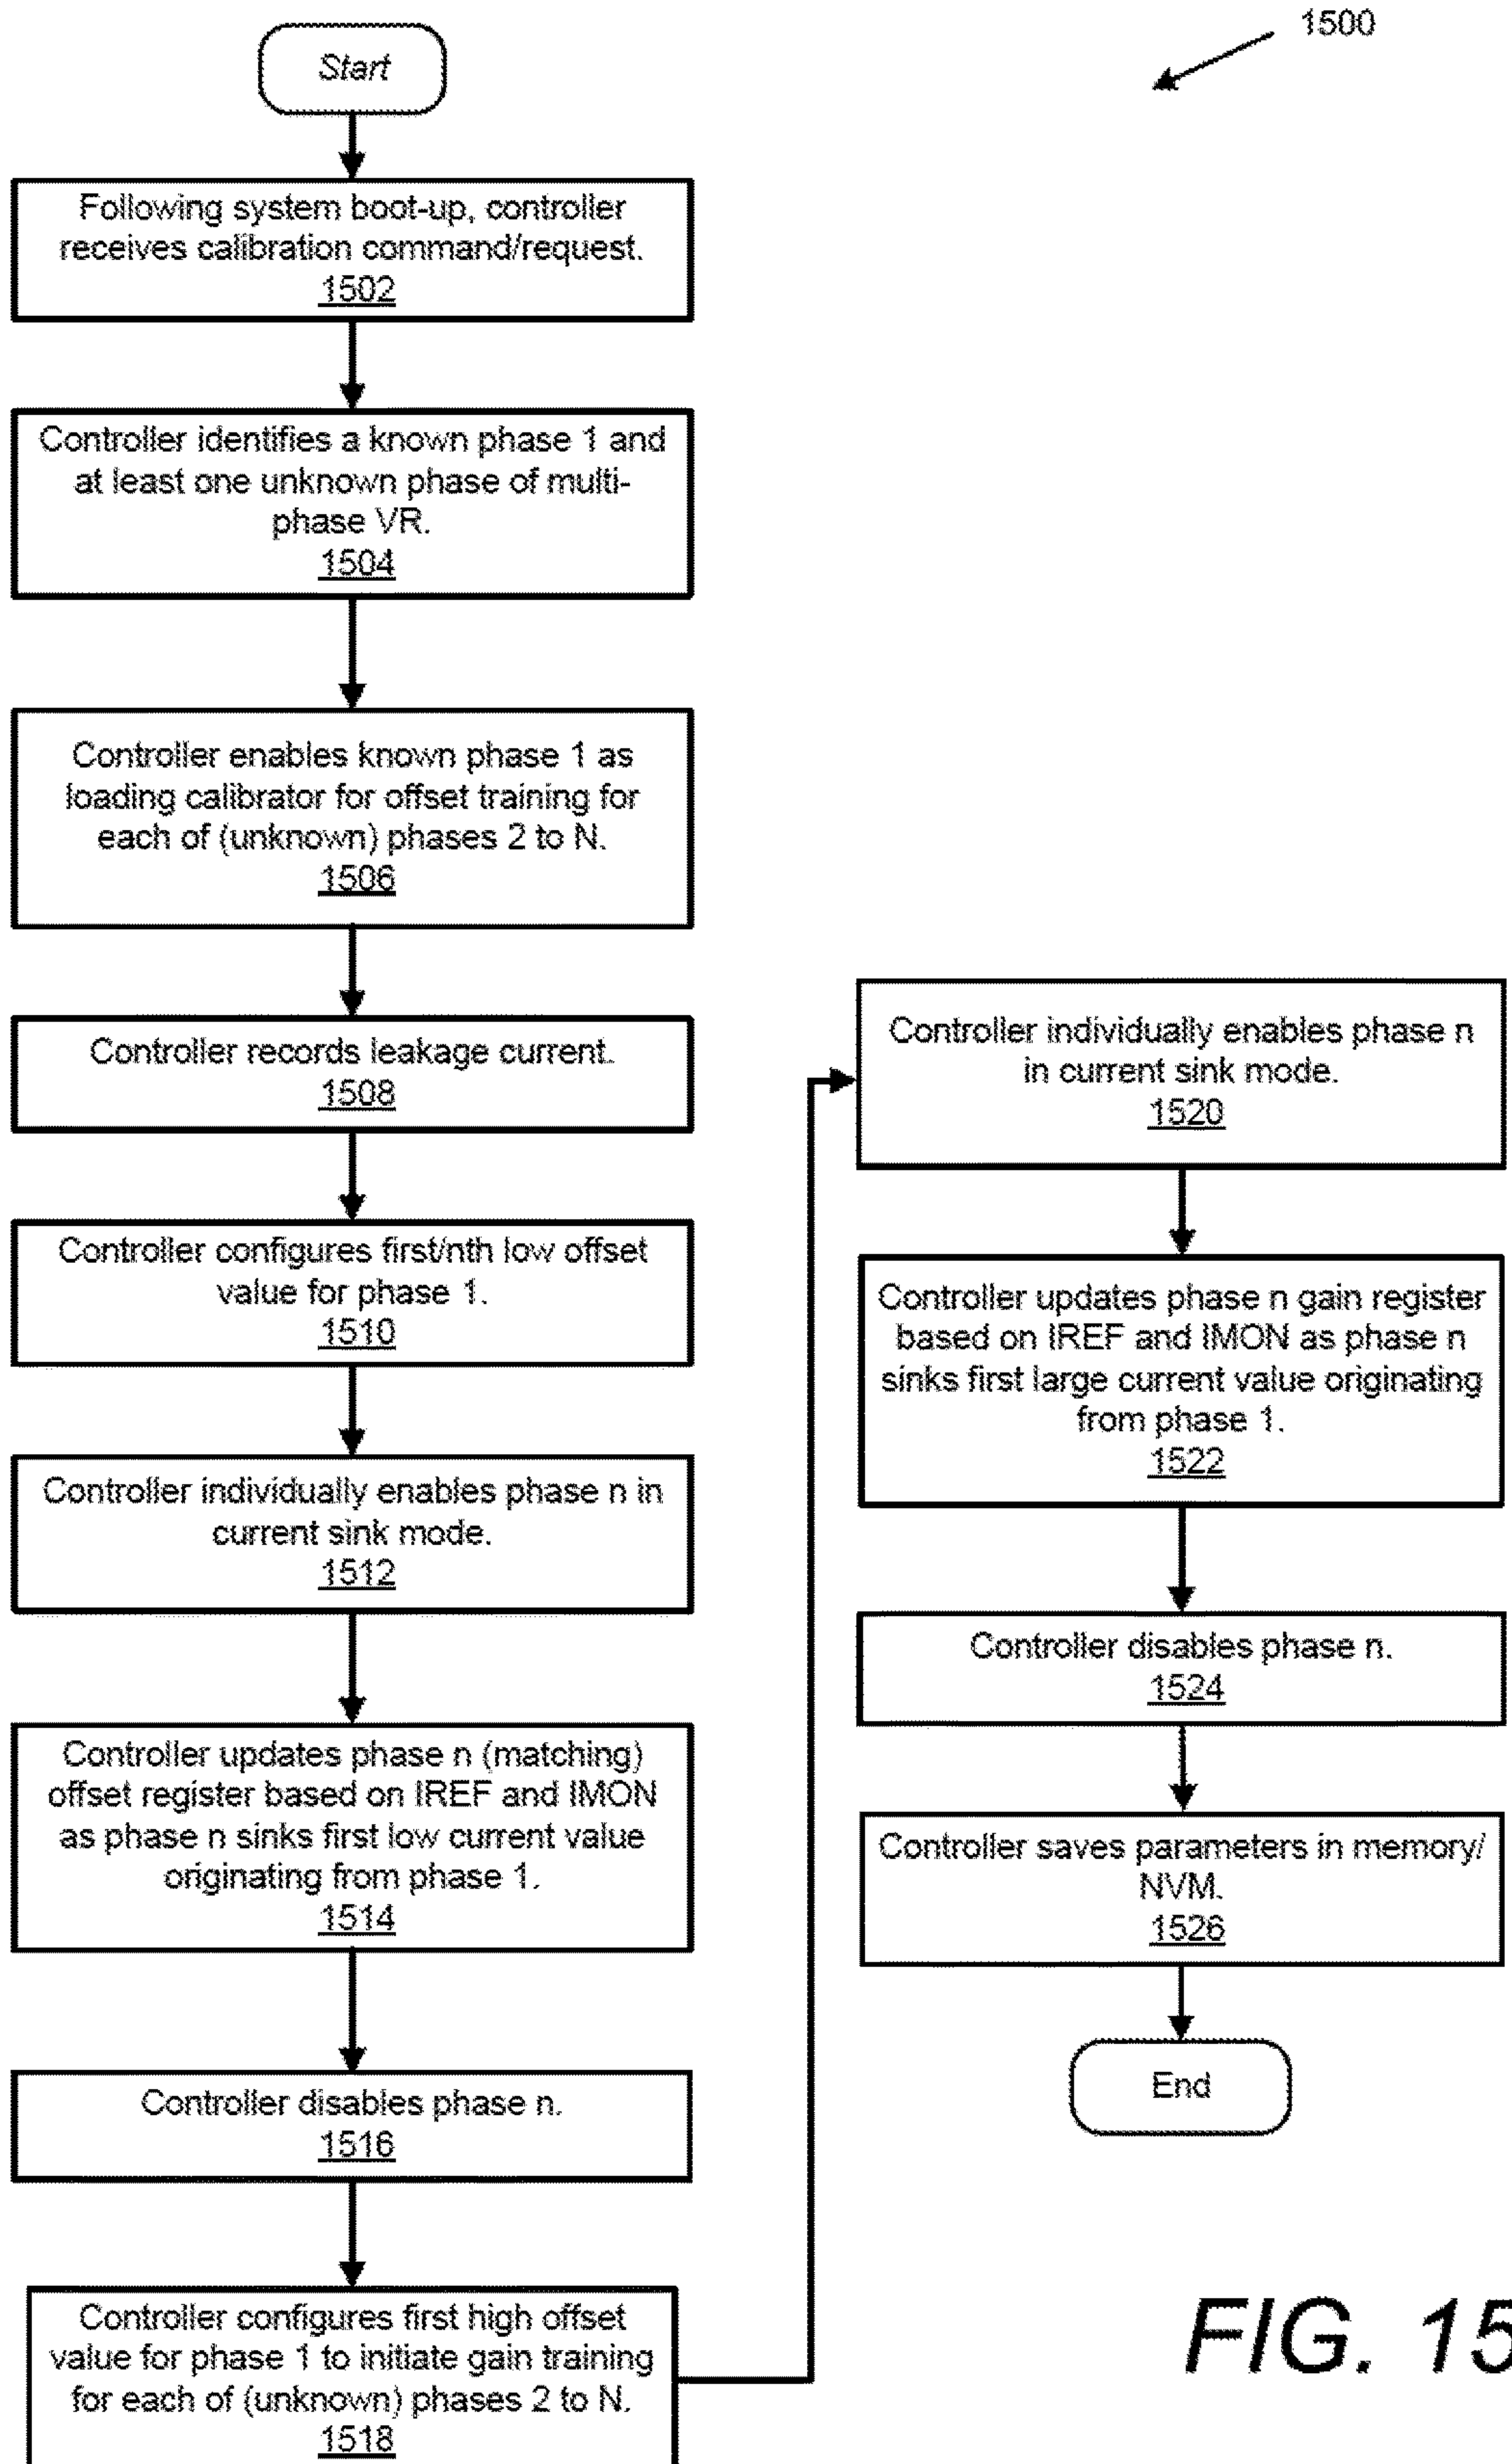 1500
Start
Following system boot-up, controller
receives calibration command/request.
1502
Controller identifies a known phase 1 and
at least one unknown phase of multi-
phase VR.
1504
Controller enables known phase 1 as
loading calibrator for offset training for
each of (unknown) phases 2 to N.
1506
Controller records leakage current.
1508
Controller configures first/nth low offset
value for phase 1.
1510
Controller individually enables phase n in
current sink mode.
1512
Controller updates phase n (matching)
offset register based on IREF and IMON
as phase n sinks first low current value
originating from phase 1.
1514
Controller disables phase n.
1516
Controller configures first high offset
value for phase 1 to initiate gain training
for each of (unknown) phases 2 to N.
1518
Controller individually enables phase n
in current sink mode.
1520
Controller updates phase n gain register
based on IREF and IMON as phase n
sinks first large current value originating
from phase 1.
1522
Controller disables phase n.
1524
Controller saves parameters in memory/
NVM.
1526
End
FIG. 15